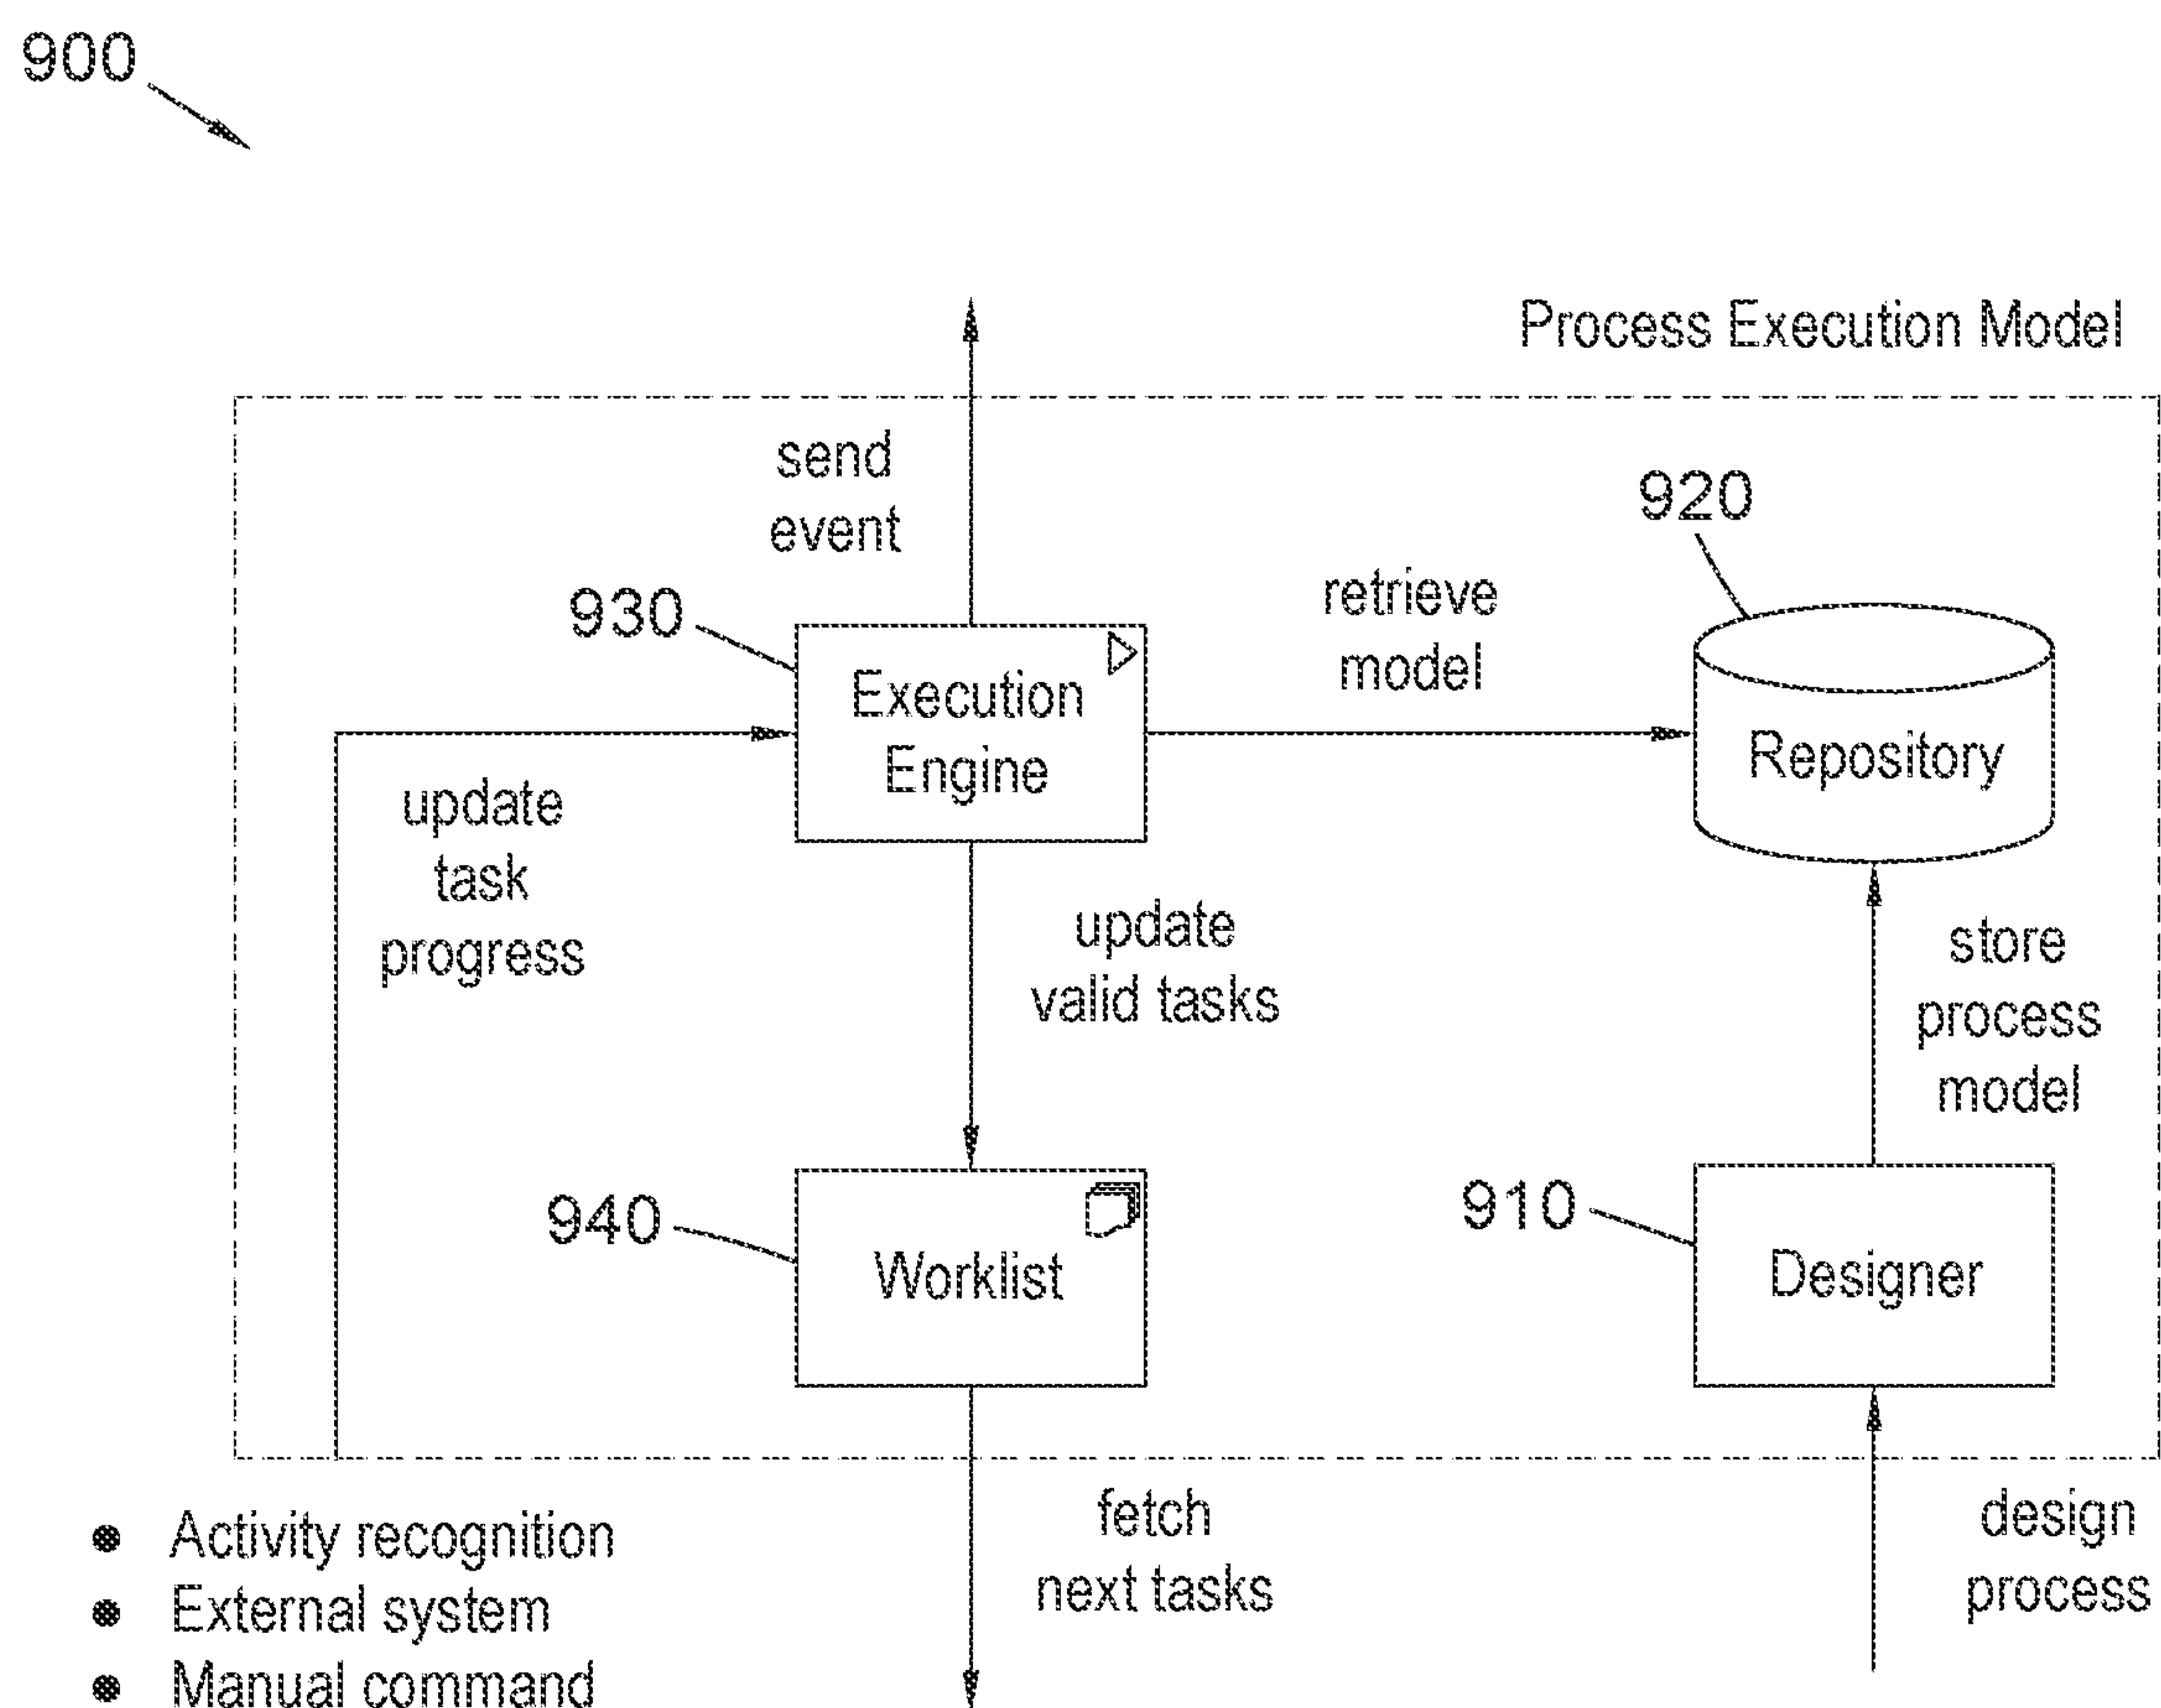 900
Process Execution Model
send
event
920
930
retrieve
model
Execution
Engine
Repository
update
task
progress
update
valid tasks
store
process
model
940
910
Worklist
Designer
fetch
next tasks
design
process
● Activity recognition
● External system
● Manual command